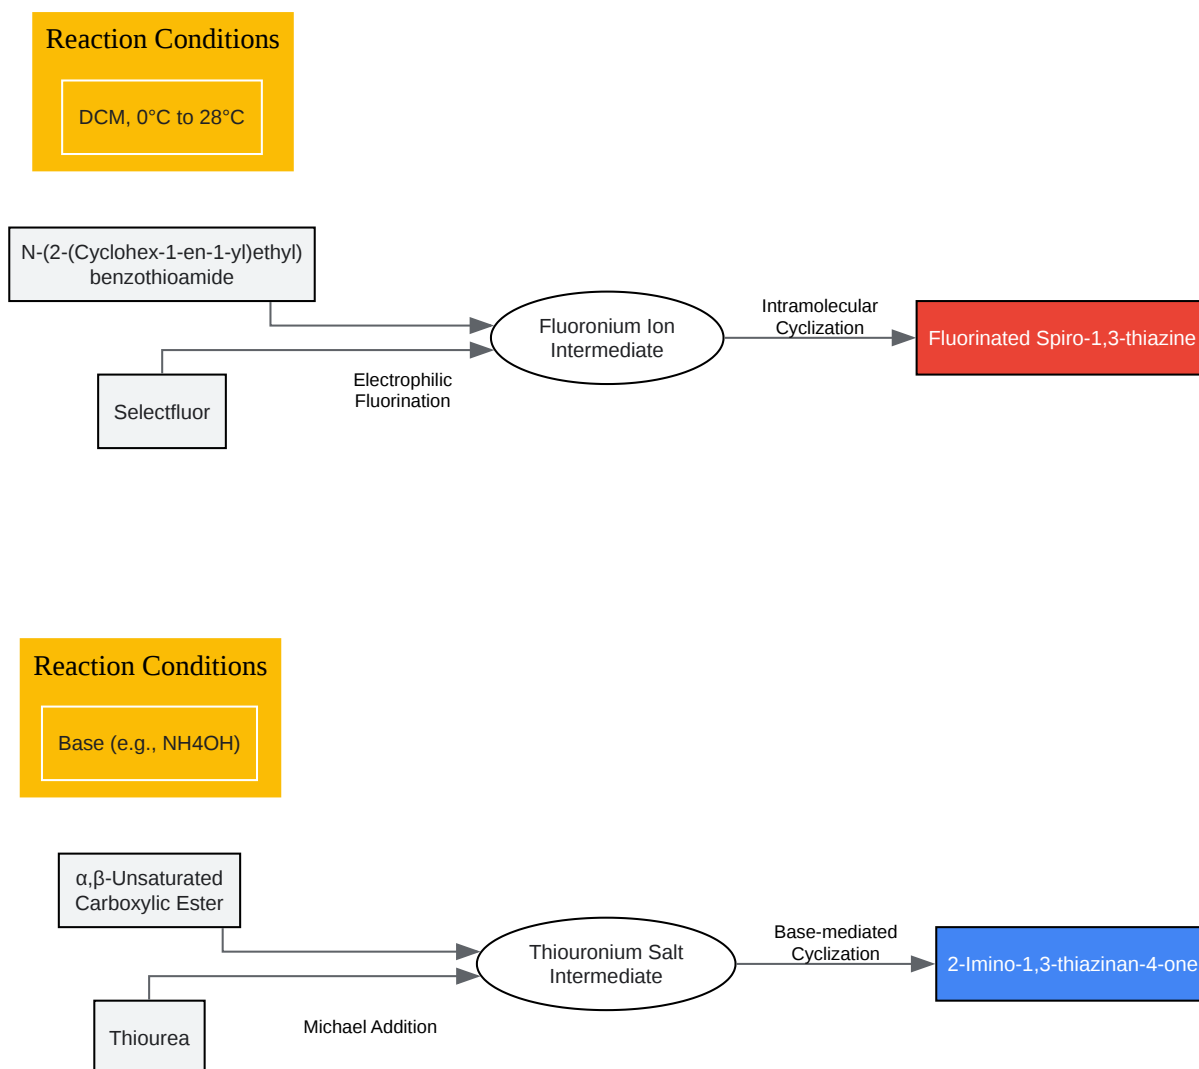 Reaction Conditions
DCM, 0°C to 28°C
N-(2-(Cyclohex-1-en-1-yl)ethyl)
benzothioamide
Selectfluor
Electrophilic
Fluorination
Fluoronium Ion
Intermediate
Intramolecular
Cyclization
Fluorinated Spiro-1,3-thiazine
Reaction Conditions
Base (e.g., NH4OH)
α,β-Unsaturated
Carboxylic Ester
Thiourea
Michael Addition
Thiouronium Salt
Intermediate
Base-mediated
Cyclization
2-Imino-1,3-thiazinan-4-one